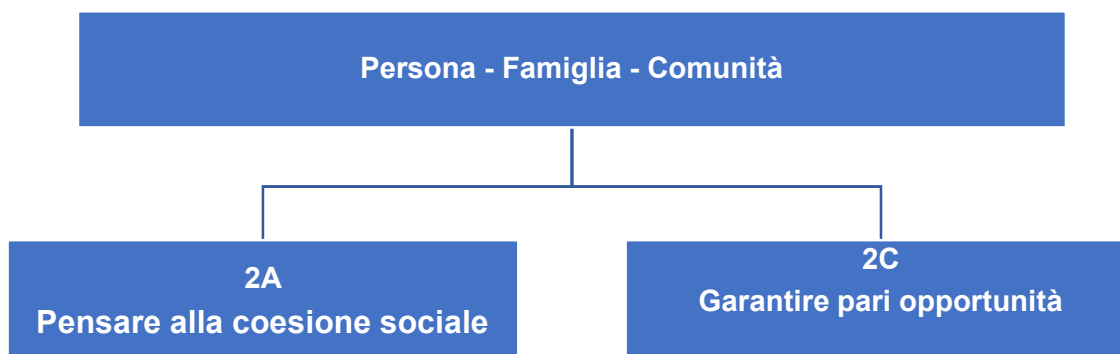 Persona - Famiglia - Comunità
2A
Pensare alla coesione sociale
2C
Garantire pari opportunità